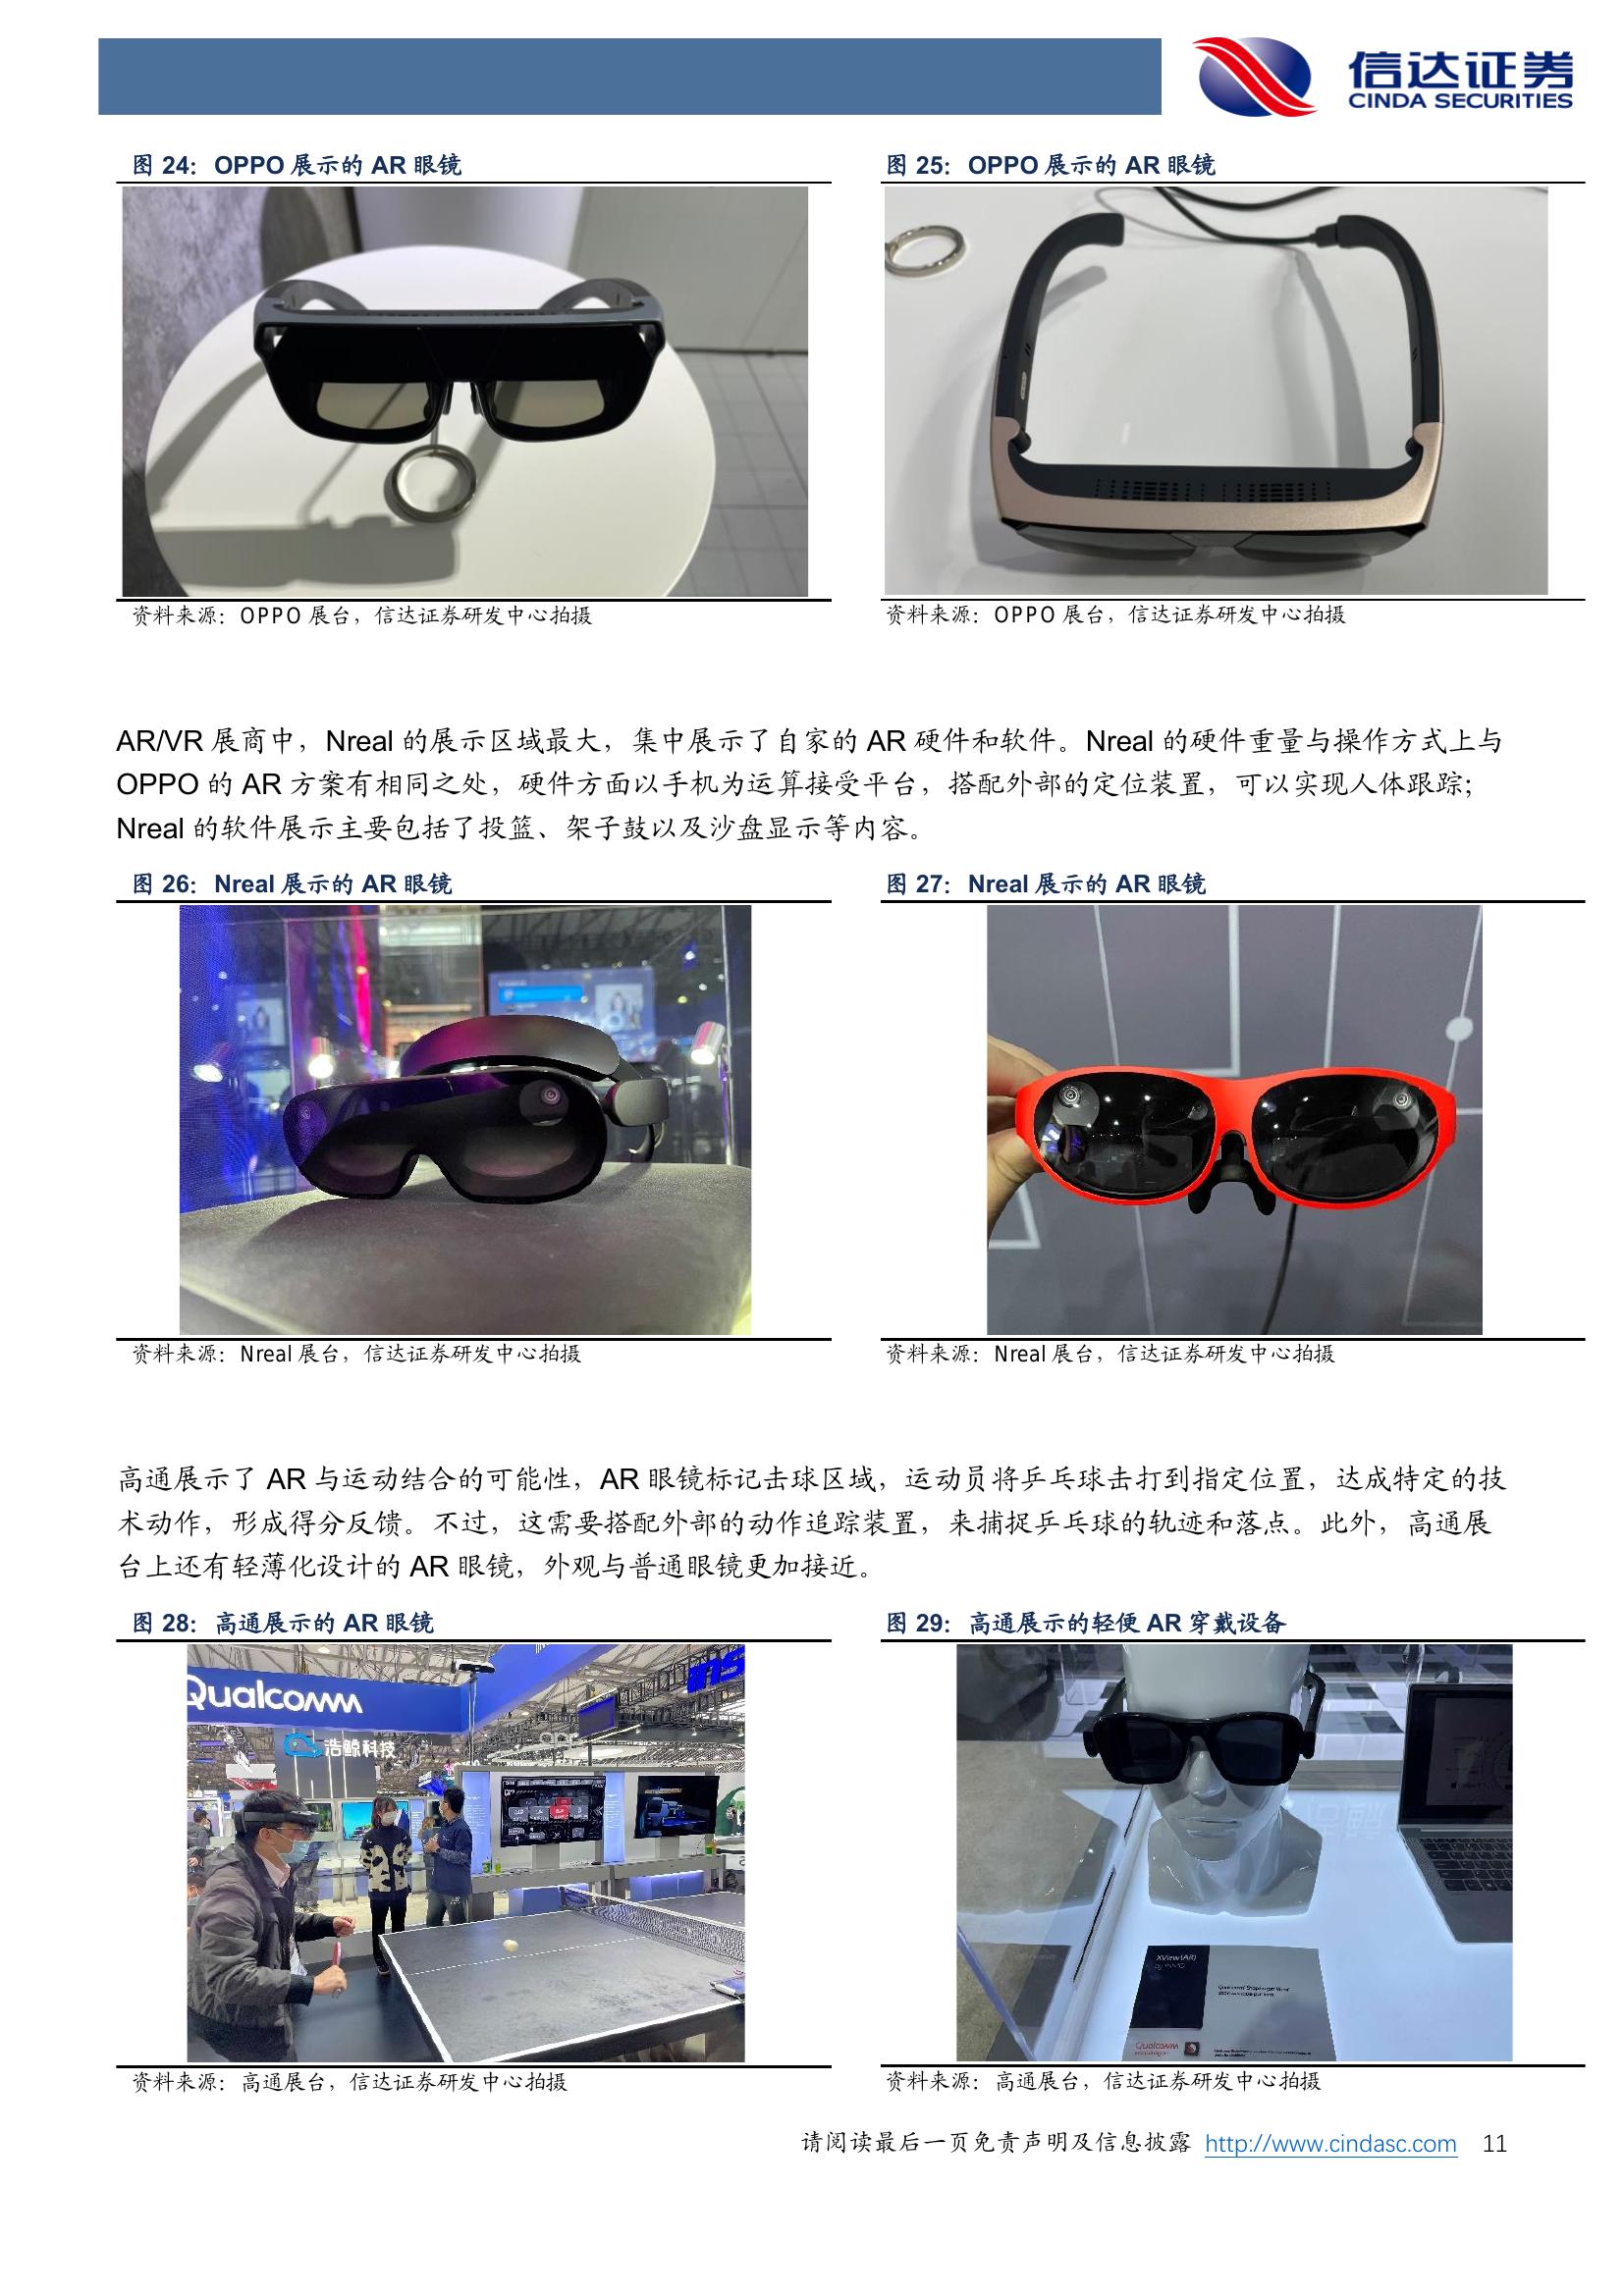 信达证券
CINDA SECURITIES
图 24：OPPO 展示的 AR 眼镜
图 25：OPPO 展示的 AR 眼镜
资料来源：OPPO 展台，信达证券研发中心拍摄
资料来源：OPPO 展台，信达证券研发中心拍摄
AR/VR 展商中，Nreal 的展示区域最大，集中展示了自家的 AR 硬件和软件。Nreal 的硬件重量与操作方式上与
OPPO 的 AR 方案有相同之处，硬件方面以手机为运算接受平台，搭配外部的定位装置，可以实现人体跟踪；
Nreal 的软件展示主要包括了投篮、架子鼓以及沙盘显示等内容。
图 26：Nreal 展示的 AR 眼镜
图 27：Nreal 展示的 AR 眼镜
资料来源：Nreal 展台，信达证券研发中心拍摄
资料来源：Nreal 展台，信达证券研发中心拍摄
高通展示了 AR 与运动结合的可能性，AR 眼镜标记击球区域，运动员将乒乓球击打到指定位置，达成特定的技
术动作，形成得分反馈。不过，这需要搭配外部的动作追踪装置，来捕捉乒乓球的轨迹和落点。此外，高通展
台上还有轻薄化设计的 AR 眼镜，外观与普通眼镜更加接近。
图 28：高通展示的 AR 眼镜
图 29：高通展示的轻便 AR 穿戴设备
Qualcomm
浩鲸科技
XView(AR)
Qualcomm
资料来源：高通展台，信达证券研发中心拍摄
资料来源：高通展台，信达证券研发中心拍摄
请阅读最后一页免责声明及信息披露 http://www.cindasc.com 11